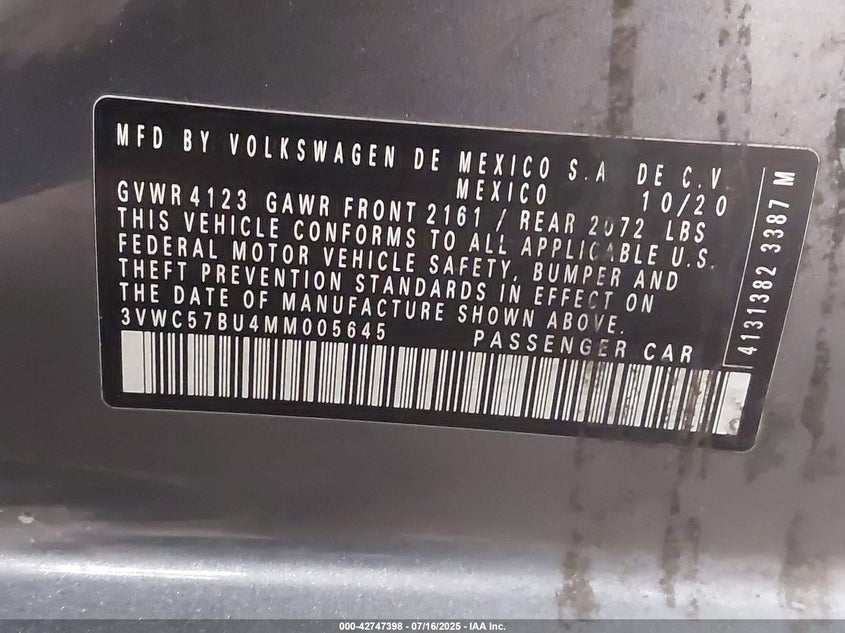 MFD BY VOLKSWAGEN DE MEXICO S.A DE C.V
MEXICO 10/20
GVWR 4123 GAWR FRONT 2161 / REAR 2072 LBS
THIS VEHICLE CONFORMS TO ALL APPLICABLE U.S.
FEDERAL MOTOR VEHICLE SAFETY, BUMPER AND
THEFT PREVENTION STANDARDS IN EFFECT ON
THE DATE OF MANUFACTURE SHOWN ABOVE.
3VWC57BU4MM005645 PASSENGER CAR
4131382 3387 M
000-42747398 - 07/16/2025 - IAA Inc.